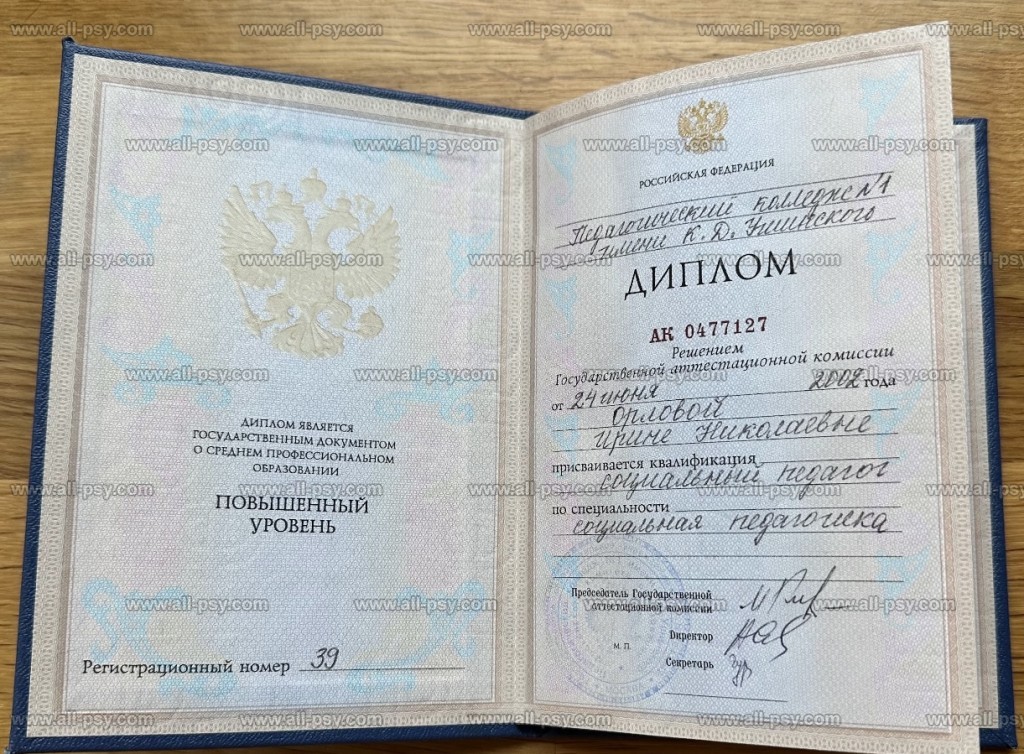 ДИПЛОМ ЯВЛЯЕТСЯ
ГОСУДАРСТВЕННЫМ ДОКУМЕНТОМ
О СРЕДНЕМ ПРОФЕССИОНАЛЬНОМ
ОБРАЗОВАНИИ
ПОВЫШЕННЫЙ
УРОВЕНЬ
Регистрационный номер 39
РОССИЙСКАЯ ФЕДЕРАЦИЯ
Педагогический колледж №1
имени К. Д. Ушинского
ДИПЛОМ
АК 0477127
Решением
Государственной аттестационной комиссии
от 24 июня 2002 года
Орловой
Ирине Николаевне
присваивается квалификация
социальный педагог
по специальности
социальная педагогика
Председатель Государственной
аттестационной комиссии
Директор
М. П.
Секретарь
www.all-psy.com